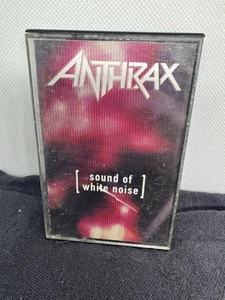 ANTHRAX
[ sound of
white noise ]